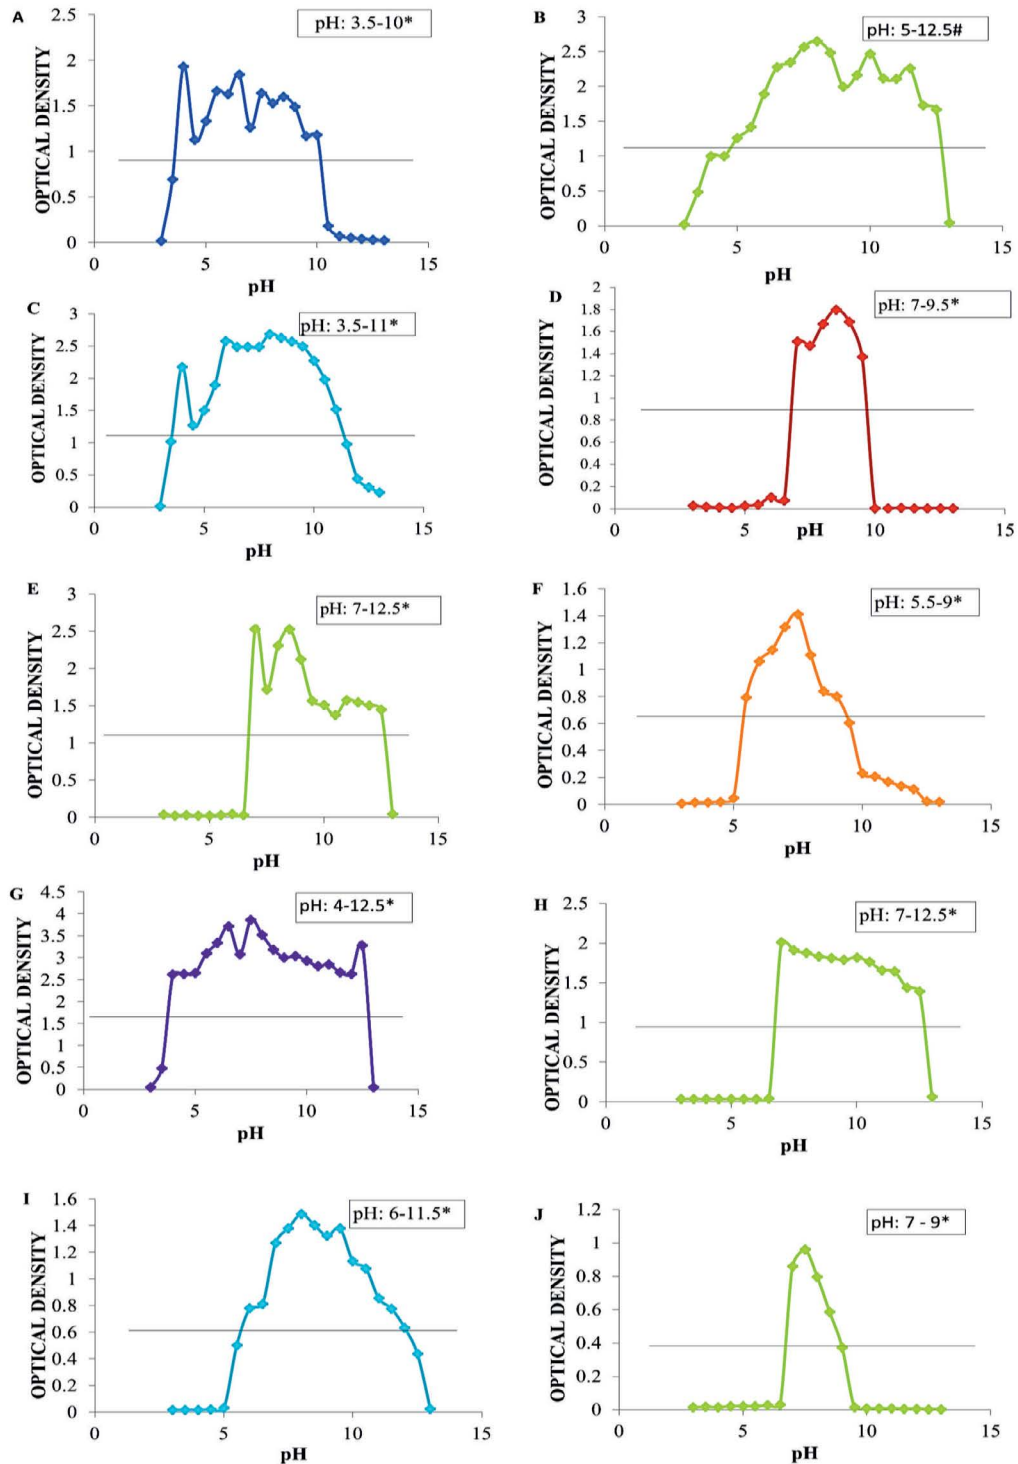 A
pH: 3.5-10*
OPTICAL DENSITY
2.5
2
1.5
1
0.5
0
0 5 10 15
pH
B
pH: 5-12.5#
OPTICAL DENSITY
3
2.5
2
1.5
1
0.5
0
0 5 10 15
pH
C
pH: 3.5-11*
OPTICAL DENSITY
3
2.5
2
1.5
1
0.5
0
0 5 10 15
pH
D
pH: 7-9.5*
OPTICAL DENSITY
2
1.8
1.6
1.4
1.2
1
0.8
0.6
0.4
0.2
0
0 5 10 15
pH
E
pH: 7-12.5*
OPTICAL DENSITY
3
2.5
2
1.5
1
0.5
0
0 5 10 15
pH
F
pH: 5.5-9*
OPTICAL DENSITY
1.6
1.4
1.2
1
0.8
0.6
0.4
0.2
0
0 5 10 15
pH
G
pH: 4-12.5*
OPTICAL DENSITY
4.5
4
3.5
3
2.5
2
1.5
1
0.5
0
0 5 10 15
pH
H
pH: 7-12.5*
OPTICAL DENSITY
2.5
2
1.5
1
0.5
0
0 5 10 15
pH
I
pH: 6-11.5*
OPTICAL DENSITY
1.6
1.4
1.2
1
0.8
0.6
0.4
0.2
0
0 5 10 15
pH
J
pH: 7 - 9*
OPTICAL DENSITY
1.2
1
0.8
0.6
0.4
0.2
0
0 5 10 15
pH